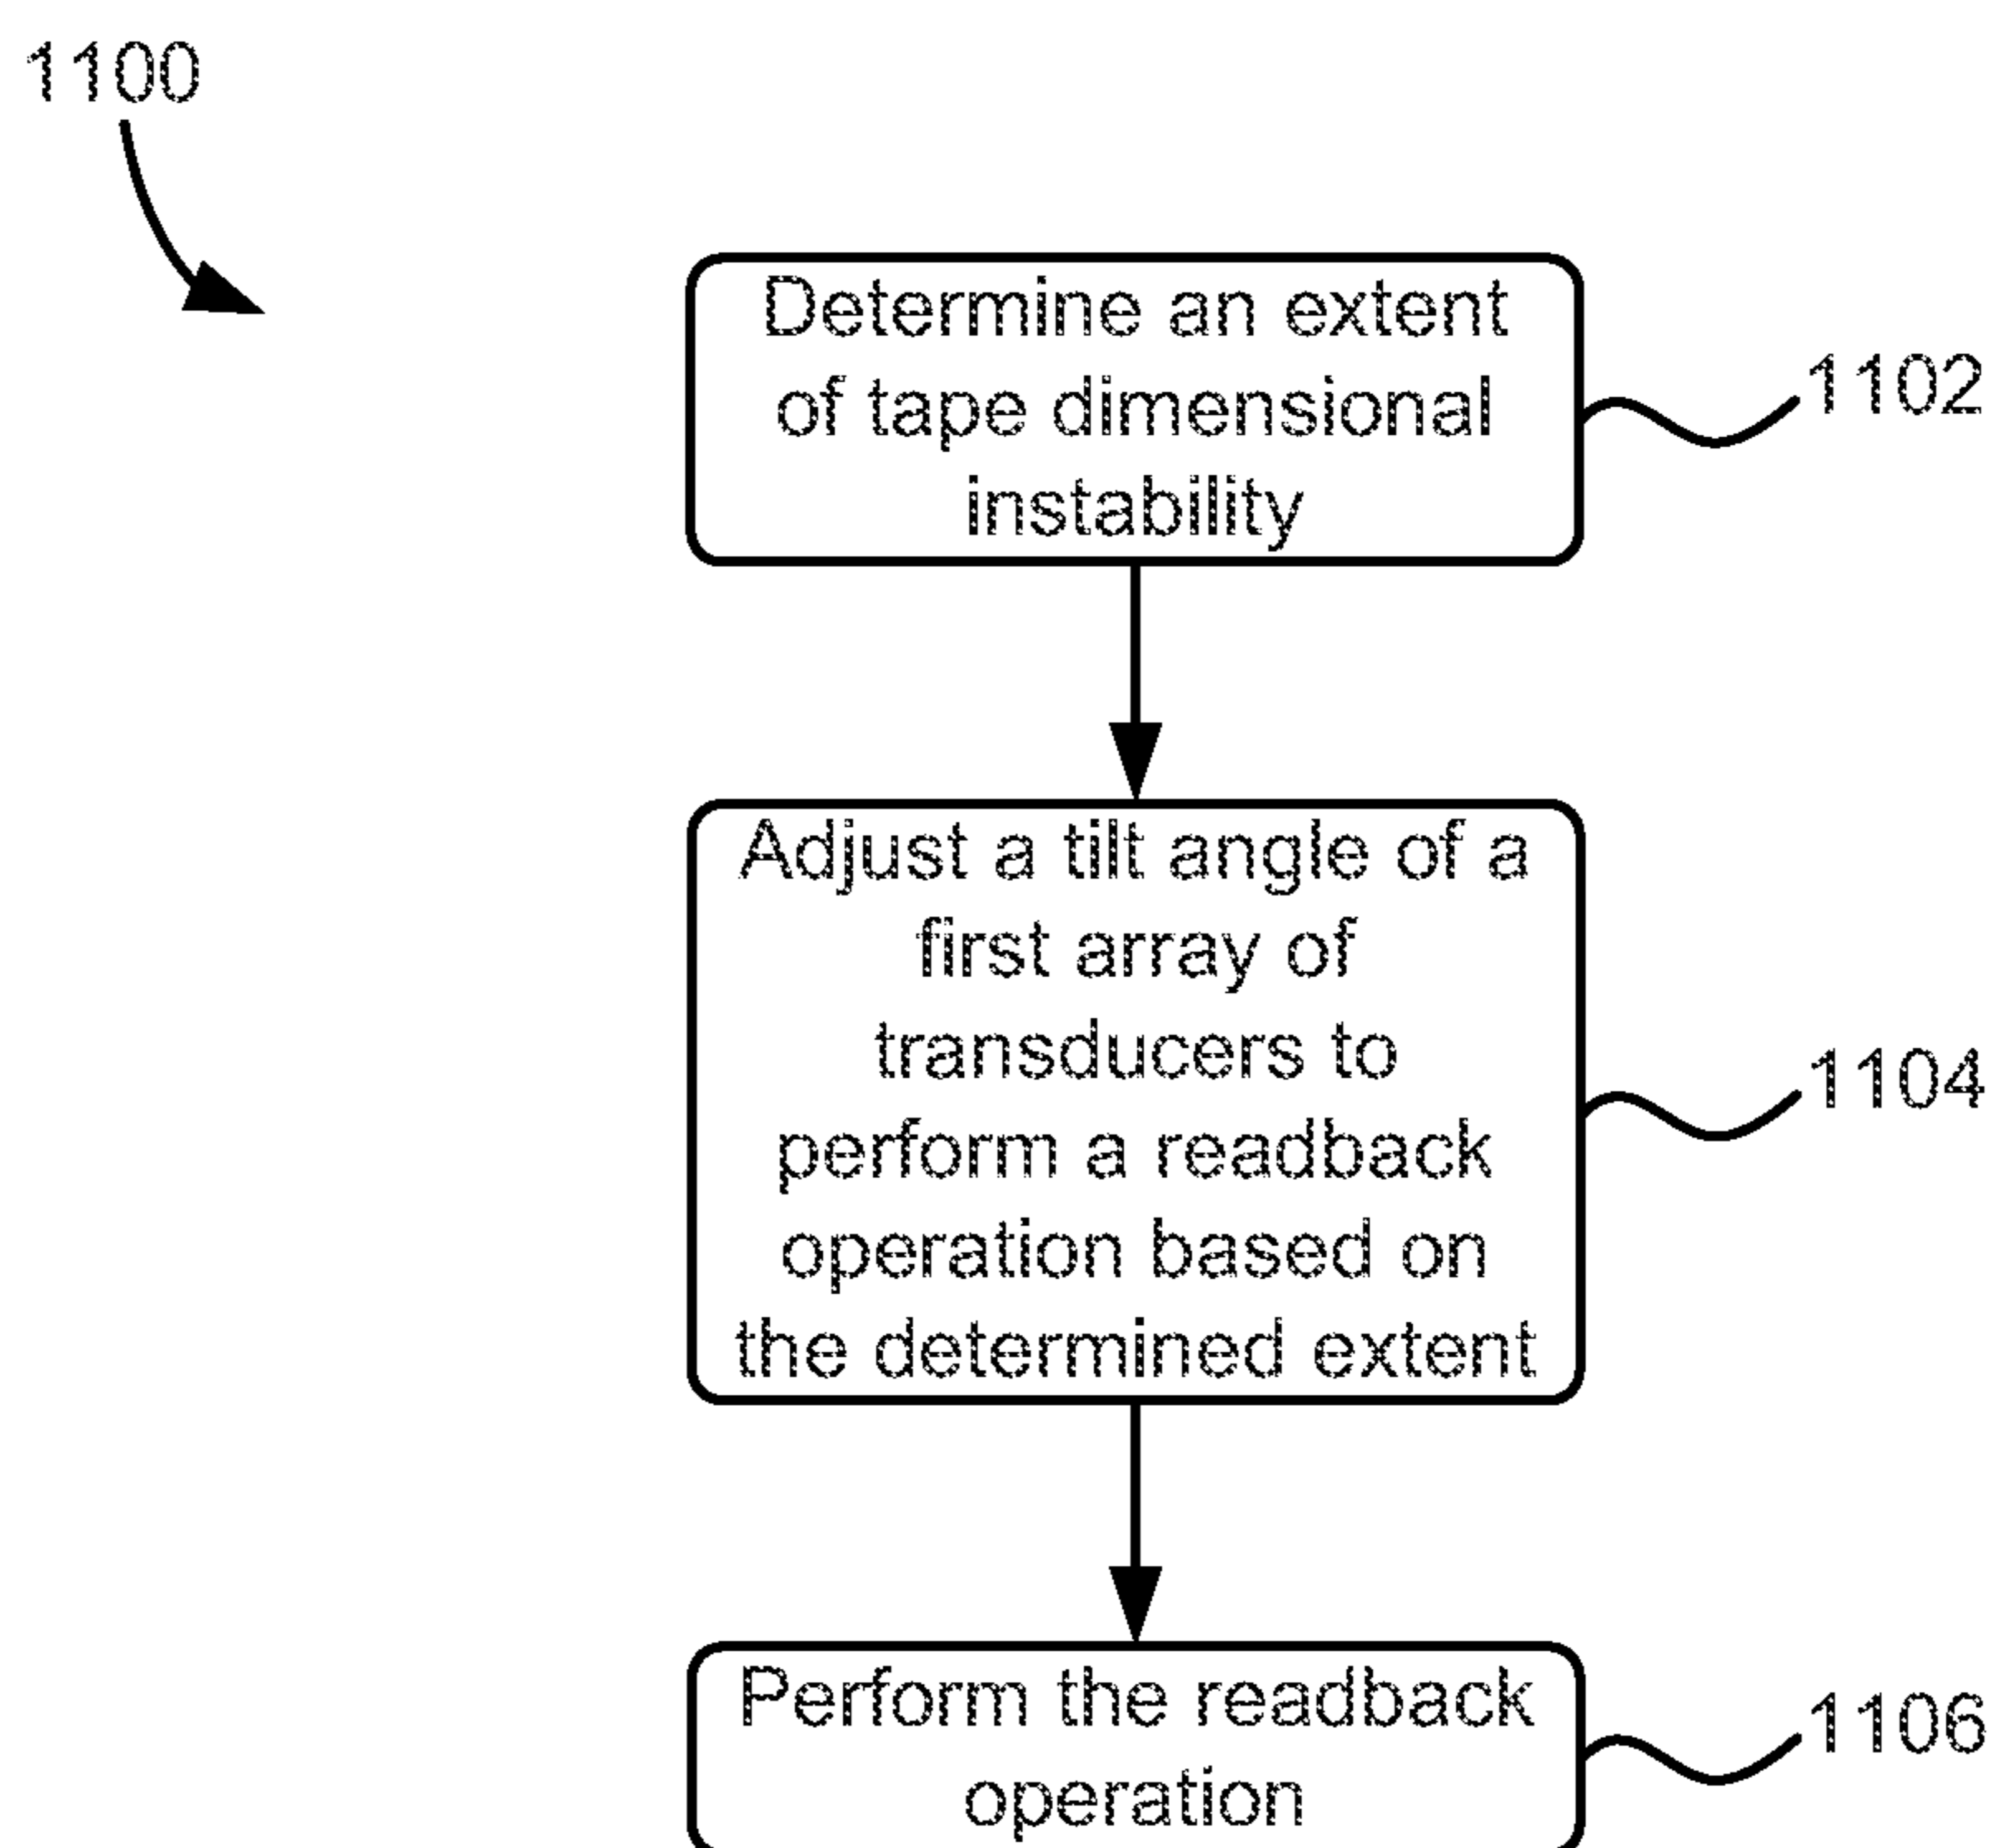 1100
Determine an extent
of tape dimensional
instability
1102
Adjust a tilt angle of a
first array of
transducers to
perform a readback
operation based on
the determined extent
1104
Perform the readback
operation
1106